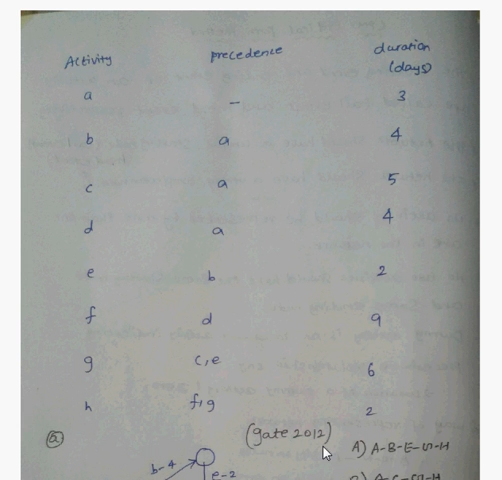 Activity precedence duration (days)
a – 3
b a 4
c a 5
d a 4
e b 2
f d 9
g c,e 6
h f,g 2
(a) (gate 2012) A) A-B-E-G-H
b-4
e-2